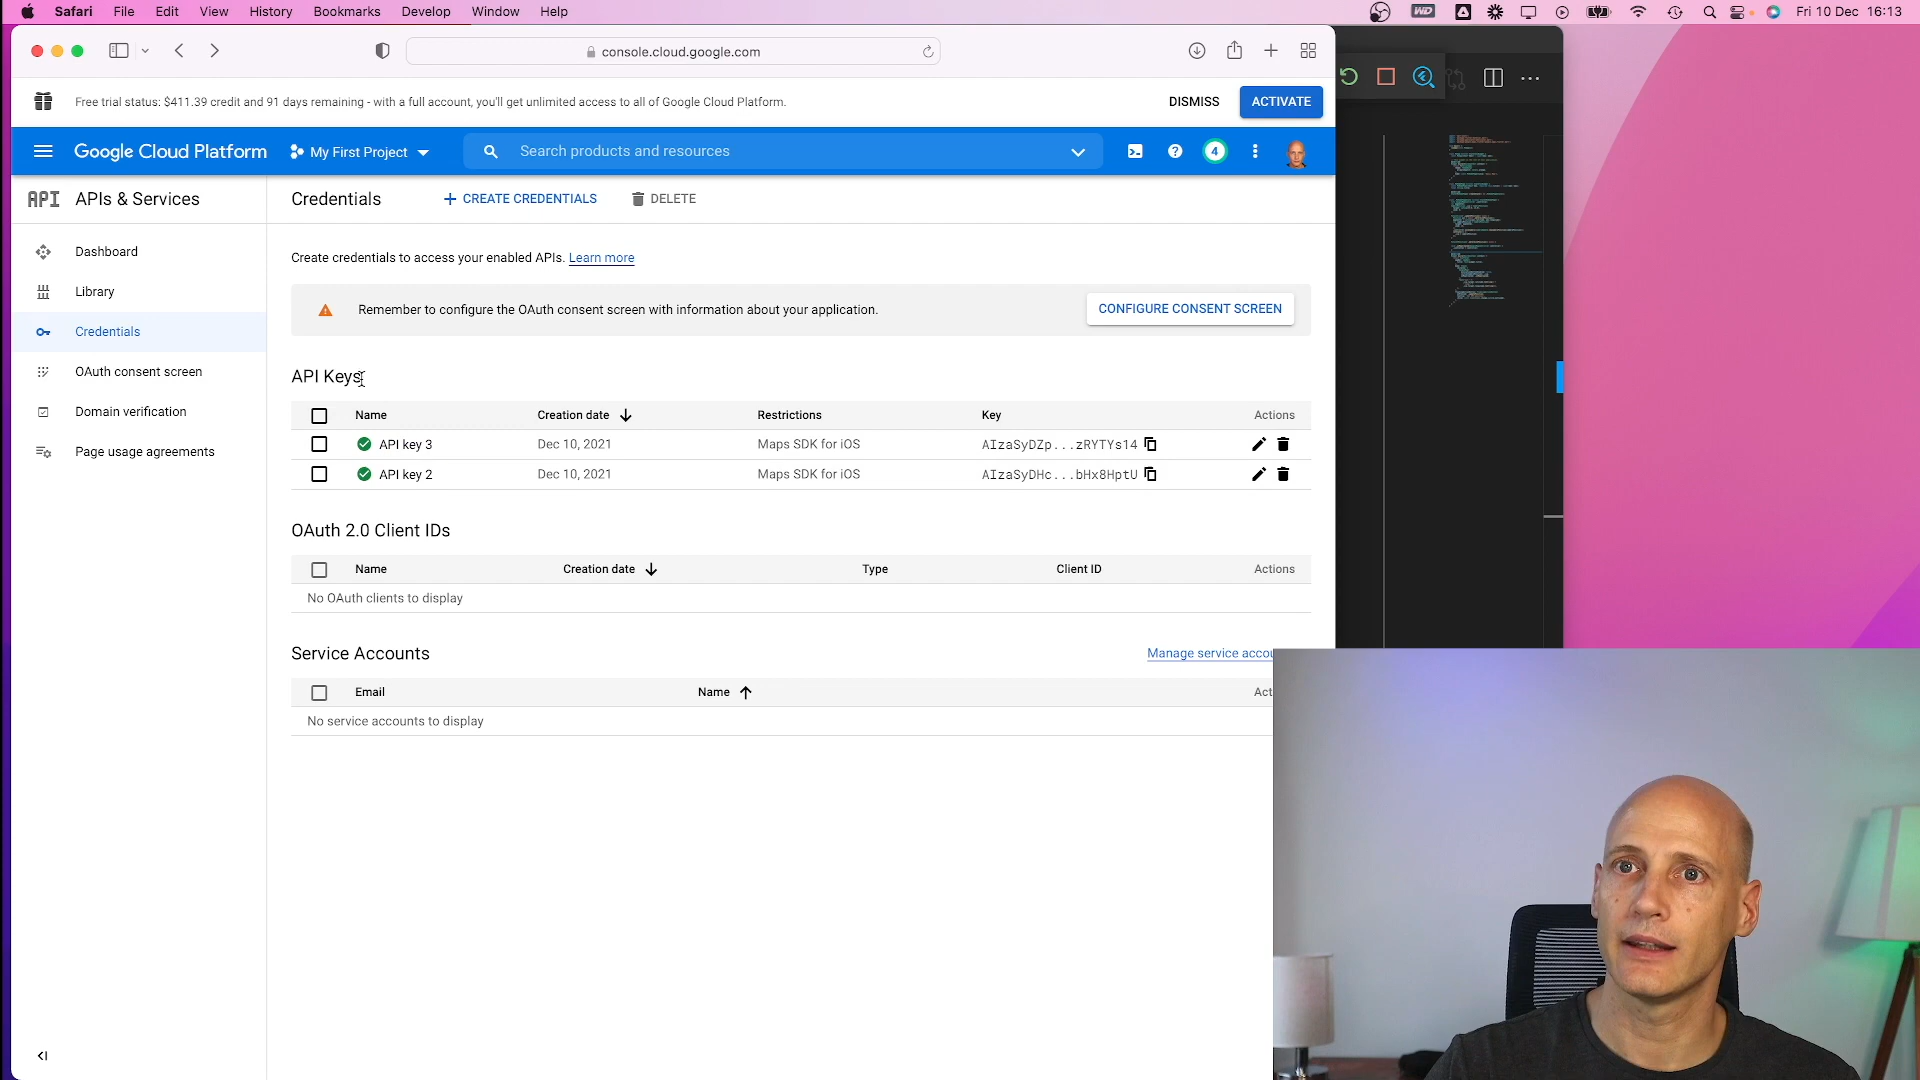 Safari File Edit View History Bookmarks Develop Window Help
WD
Fri 10 Dec 16:13
console.cloud.google.com
Free trial status: $411.39 credit and 91 days remaining - with a full account, you'll get unlimited access to all of Google Cloud Platform.
DISMISS
ACTIVATE
Google Cloud Platform
My First Project
Search products and resources
4
API APIs & Services
Credentials
CREATE CREDENTIALS
DELETE
Dashboard
Library
Credentials
OAuth consent screen
Domain verification
Page usage agreements
Create credentials to access your enabled APIs. Learn more
Remember to configure the OAuth consent screen with information about your application.
CONFIGURE CONSENT SCREEN
API Keys
Name Creation date Restrictions Key Actions
API key 3 Dec 10, 2021 Maps SDK for iOS AIzaSyDZp...zRYTYs14
API key 2 Dec 10, 2021 Maps SDK for iOS AIzaSyDHc...bHx8HptU
OAuth 2.0 Client IDs
Name Creation date Type Client ID Actions
No OAuth clients to display
Service Accounts
Manage service accou
Email Name Act
No service accounts to display